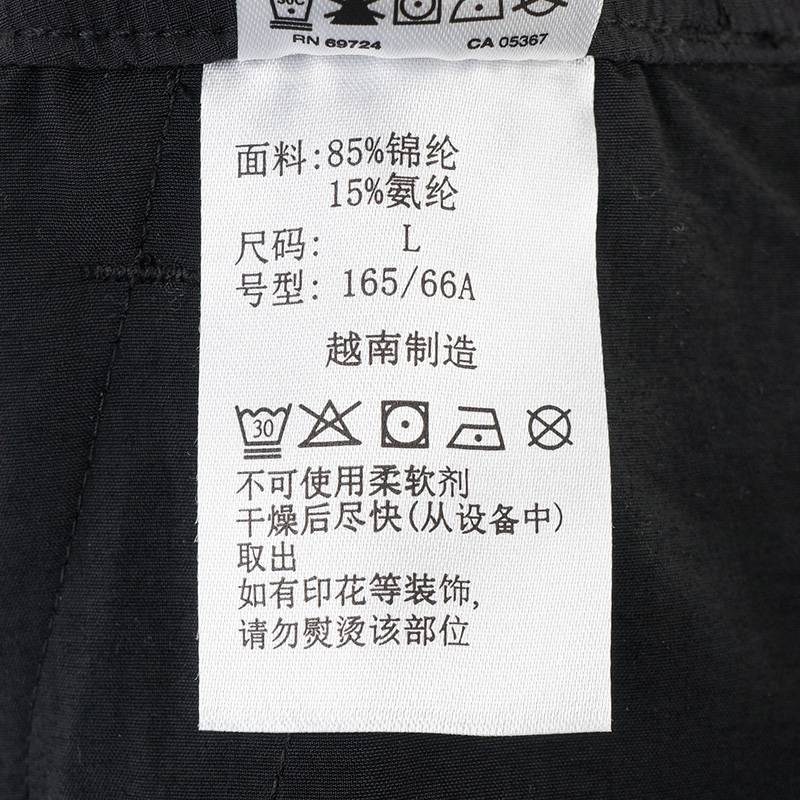 RN 69724 CA 05367
面料:85%锦纶
15%氨纶
尺码: L
号型: 165/66A
越南制造
30
不可使用柔软剂
干燥后尽快(从设备中)
取出
如有印花等装饰,
请勿熨烫该部位